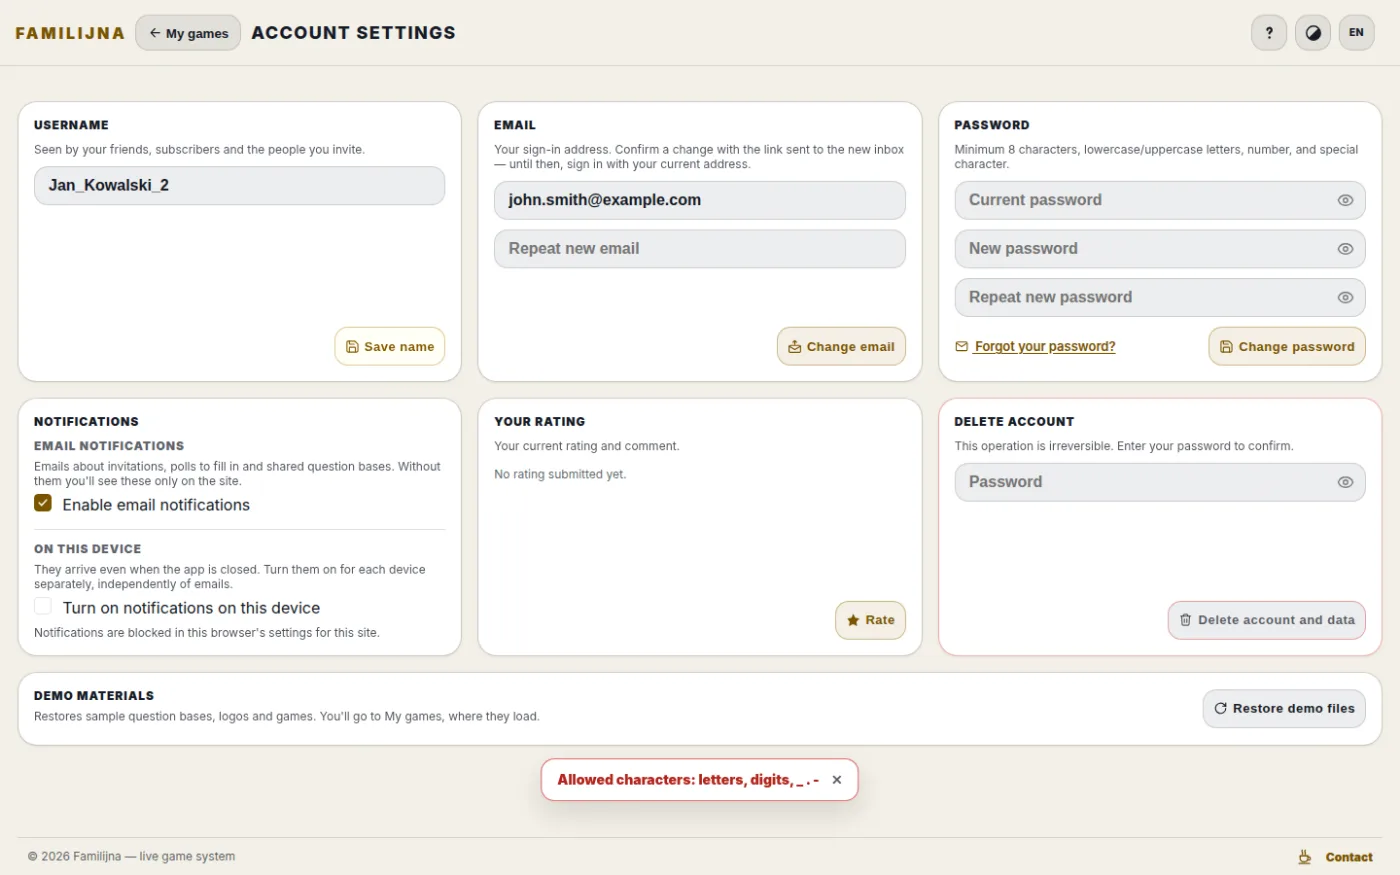 FAMILIJNA
My games
ACCOUNT SETTINGS
?
EN
USERNAME
Seen by your friends, subscribers and the people you invite.
Jan_Kowalski_2
Save name
EMAIL
Your sign-in address. Confirm a change with the link sent to the new inbox
— until then, sign in with your current address.
john.smith@example.com
Repeat new email
Change email
PASSWORD
Minimum 8 characters, lowercase/uppercase letters, number, and special
character.
Current password
New password
Repeat new password
Forgot your password?
Change password
NOTIFICATIONS
EMAIL NOTIFICATIONS
Emails about invitations, polls to fill in and shared question bases. Without
them you'll see these only on the site.
Enable email notifications
ON THIS DEVICE
They arrive even when the app is closed. Turn them on for each device
separately, independently of emails.
Turn on notifications on this device
Notifications are blocked in this browser's settings for this site.
YOUR RATING
Your current rating and comment.
No rating submitted yet.
Rate
DELETE ACCOUNT
This operation is irreversible. Enter your password to confirm.
Password
Delete account and data
DEMO MATERIALS
Restores sample question bases, logos and games. You'll go to My games, where they load.
Restore demo files
Allowed characters: letters, digits, _ . -
© 2026 Familijna — live game system
Contact